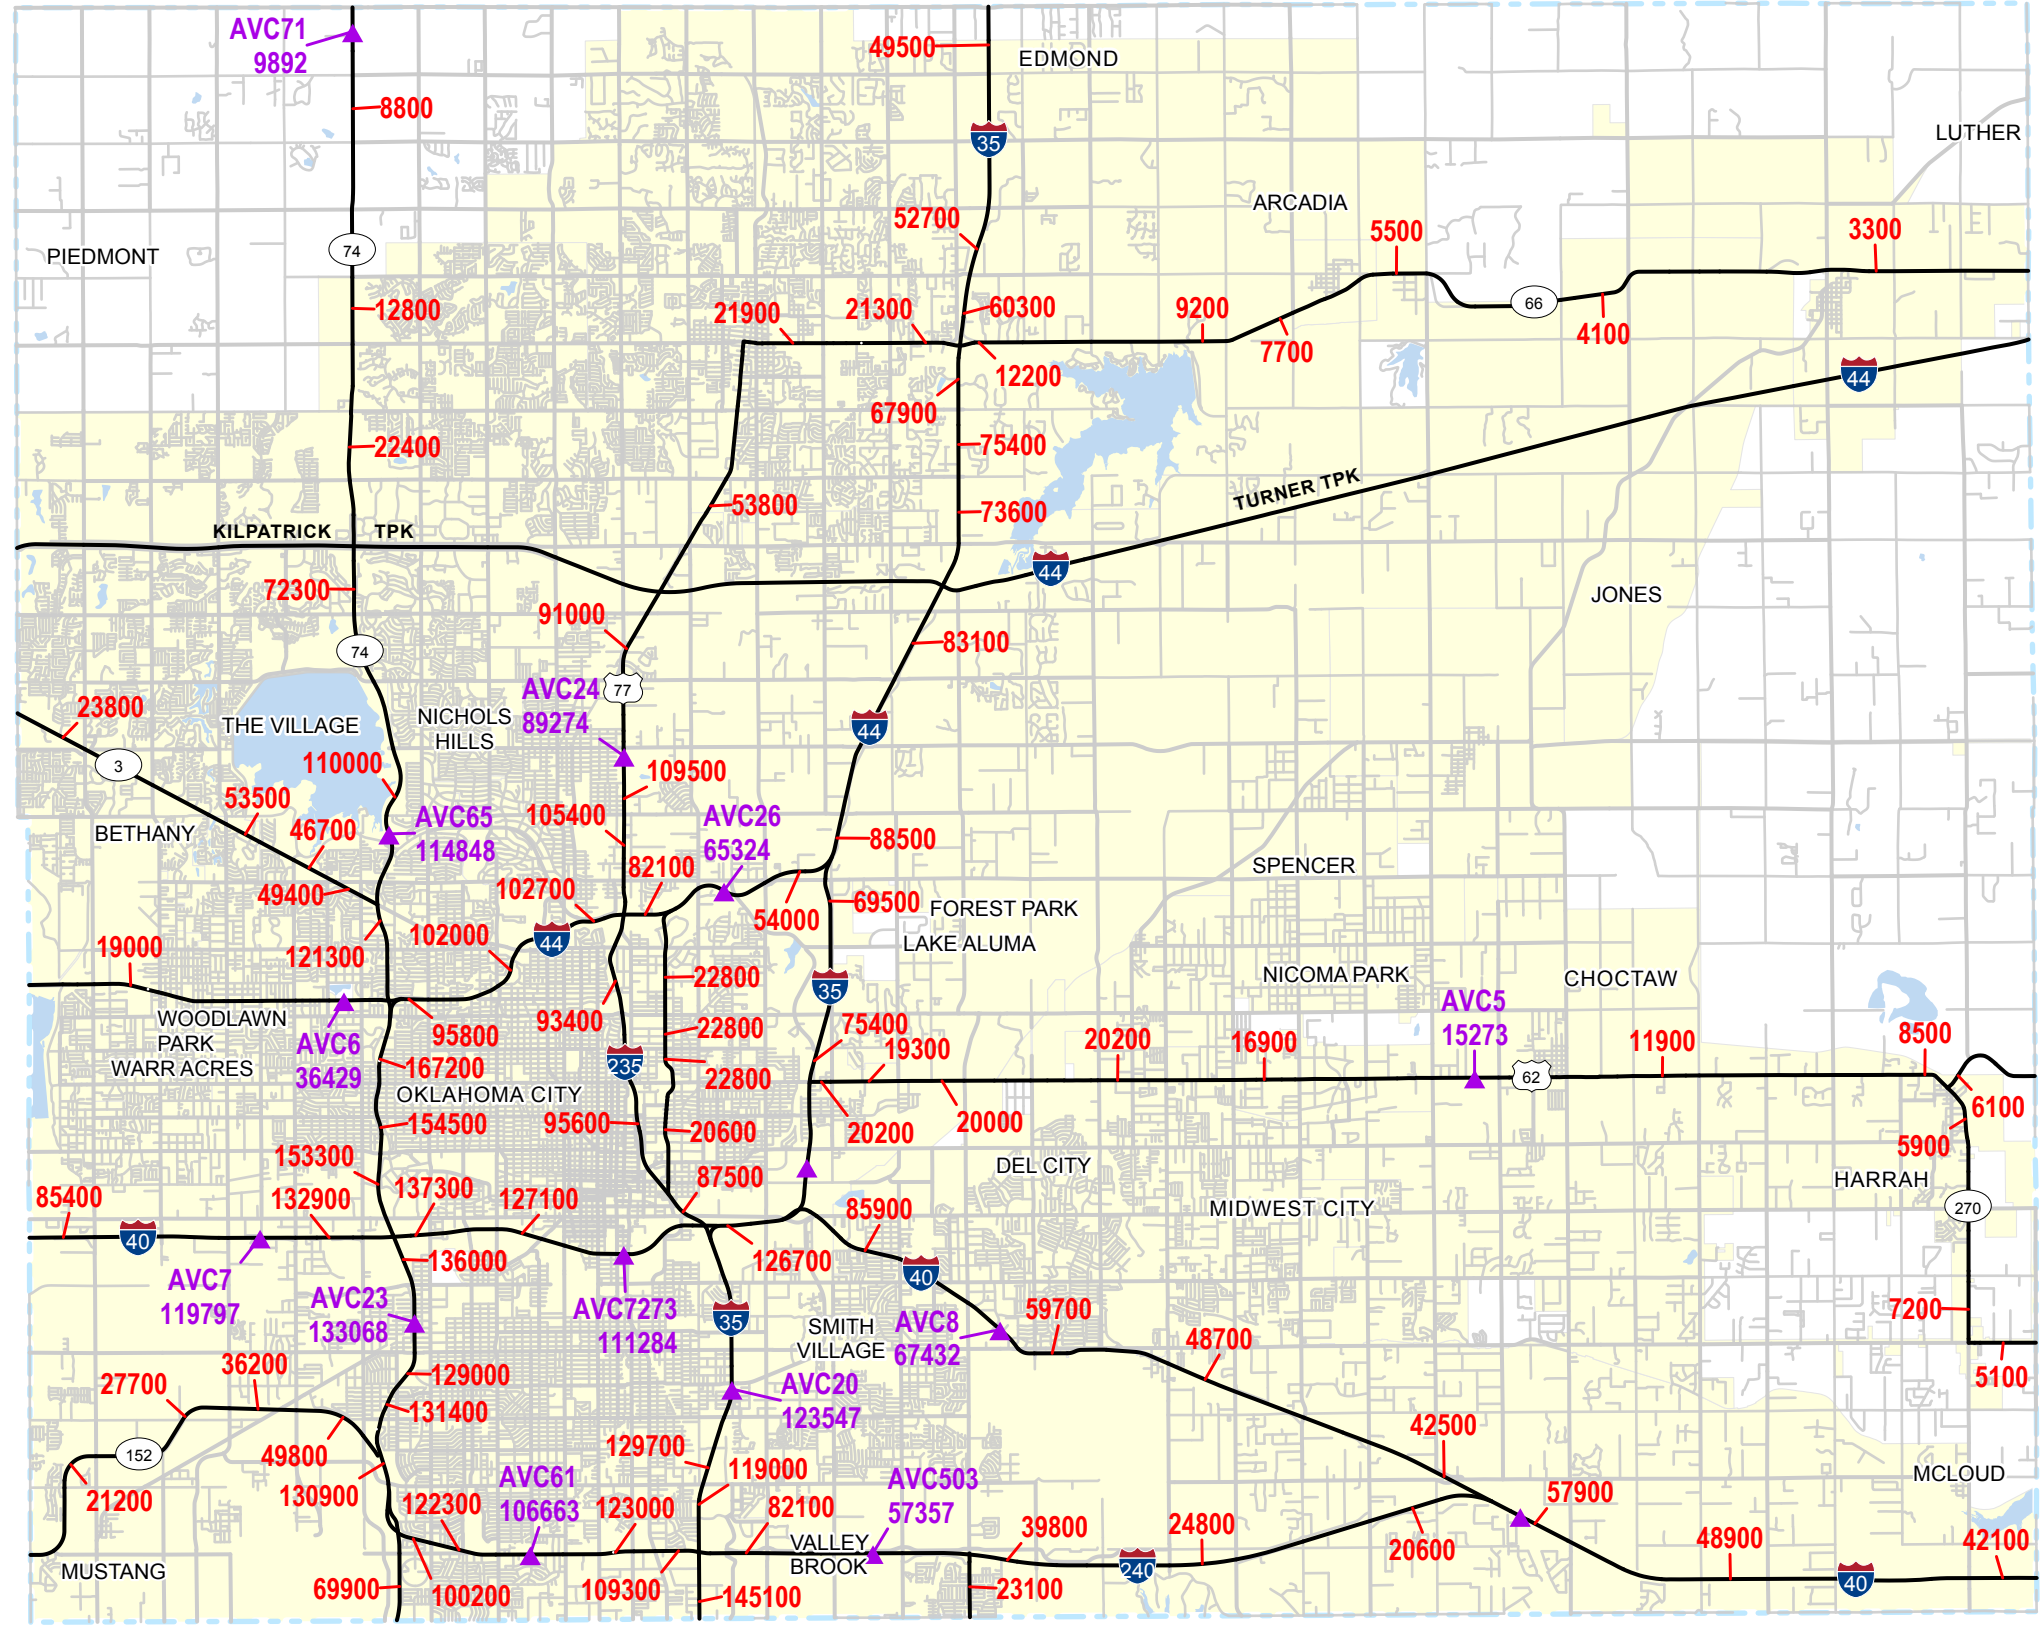 AVC71
9892
49500
EDMOND
8800
35
LUTHER
ARCADIA
52700
5500
3300
74
PIEDMONT
12800
21900
21300
60300
9200
66
7700
4100
12200
44
67900
22400
75400
TURNER TPK
53800
73600
KILPATRICK TPK
44
72300
JONES
91000
83100
74
AVC24
89274
77
23800
THE VILLAGE
NICHOLS
HILLS
44
3
110000
109500
53500
105400
AVC26
65324
46700
BETHANY
AVC65
114848
88500
82100
SPENCER
49400
102700
54000
69500
FOREST PARK
102000
44
LAKE ALUMA
19000
121300
22800
NICOMA PARK
CHOCTAW
35
AVC5
15273
WOODLAWN
PARK
WARR ACRES
AVC6
36429
95800
93400
22800
75400
19300
20200
16900
11900
8500
167200
235
22800
62
OKLAHOMA CITY
6100
154500
95600
20600
20200
20000
5900
153300
DEL CITY
87500
HARRAH
85400
132900
137300
127100
85900
MIDWEST CITY
270
40
136000
126700
40
AVC7
119797
AVC23
133068
AVC7273
111284
35
SMITH
VILLAGE
AVC8
67432
59700
48700
7200
36200
129000
5100
27700
131400
AVC20
123547
42500
152
49800
129700
119000
21200
130900
AVC61
106663
AVC503
57357
MCLOUD
122300
123000
82100
57900
39800
24800
VALLEY
BROOK
20600
48900
42100
MUSTANG
240
40
69900
100200
109300
145100
23100